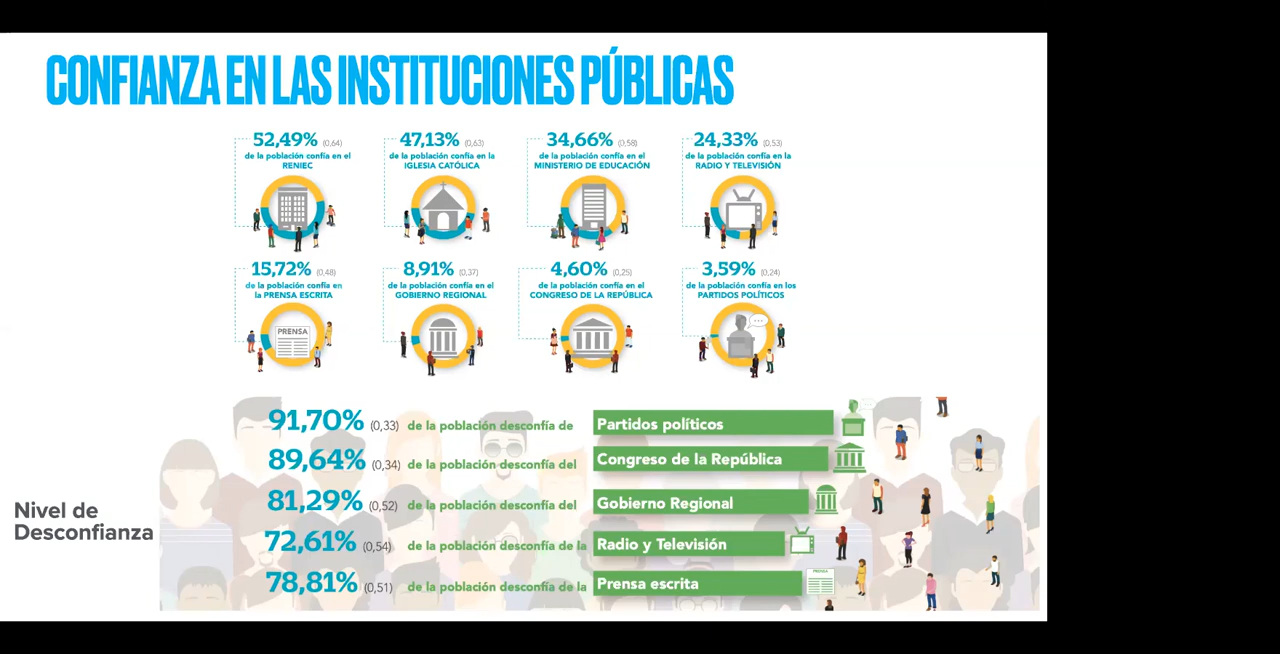 CONFIANZA EN LAS INSTITUCIONES PÚBLICAS
52,49% (0,64)
de la población confía en el
RENIEC
47,13% (0,63)
de la población confía en la
IGLESIA CATÓLICA
34,66% (0,58)
de la población confía en el
MINISTERIO DE EDUCACIÓN
24,33% (0,53)
de la población confía en la
RADIO Y TELEVISIÓN
15,72% (0,48)
de la población confía en
la PRENSA ESCRITA
PRENSA
8,91% (0,37)
de la población confía en el
GOBIERNO REGIONAL
4,60% (0,25)
de la población confía en el
CONGRESO DE LA REPÚBLICA
3,59% (0,24)
de la población confía en los
PARTIDOS POLÍTICOS
Nivel de
Desconfianza
91,70% (0,33) de la población desconfía de Partidos políticos
89,64% (0,34) de la población desconfía del Congreso de la República
81,29% (0,52) de la población desconfía del Gobierno Regional
72,61% (0,54) de la población desconfía de la Radio y Televisión
78,81% (0,51) de la población desconfía de la Prensa escrita
PRENSA